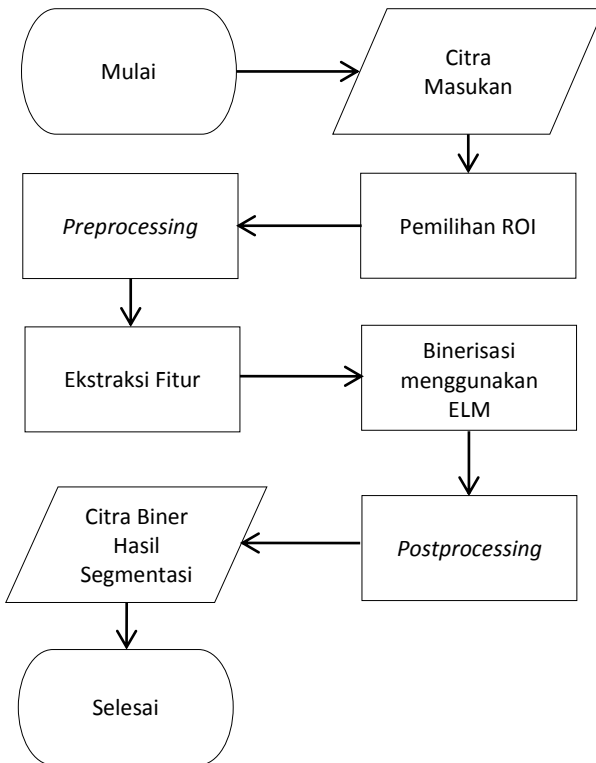 Mulai
Citra
Masukan
Pemilihan ROI
Preprocessing
Ekstraksi Fitur
Binerisasi
menggunakan
ELM
Postprocessing
Citra Biner
Hasil
Segmentasi
Selesai